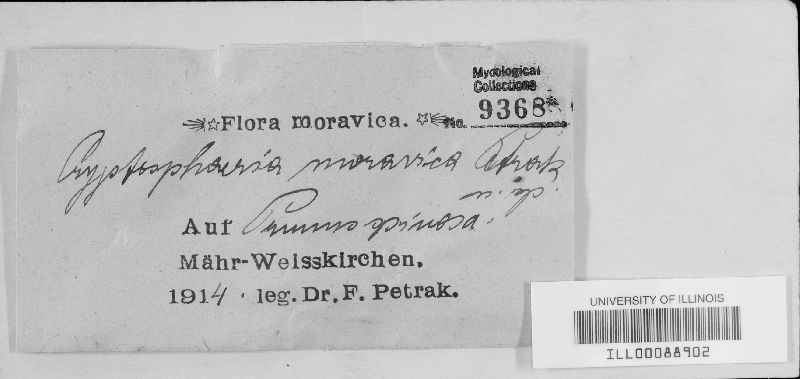 Mycological
Collections
No. 9368
Flora moravica.
Cryptosphaeria moravica Petrak
n. sp.
Auf Prunus spinosa.
Mähr-Weisskirchen.
1914 · leg. Dr. F. Petrak.
UNIVERSITY OF ILLINOIS
ILL00088902